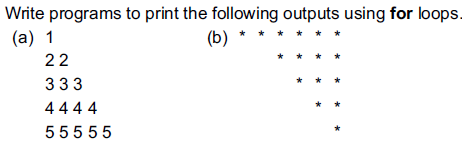 Write programs to print the following outputs using for loops.
(a) 1 (b) * * * * * *
2 2 * * * *
3 3 3 * * *
4 4 4 4 * *
5 5 5 5 5 *